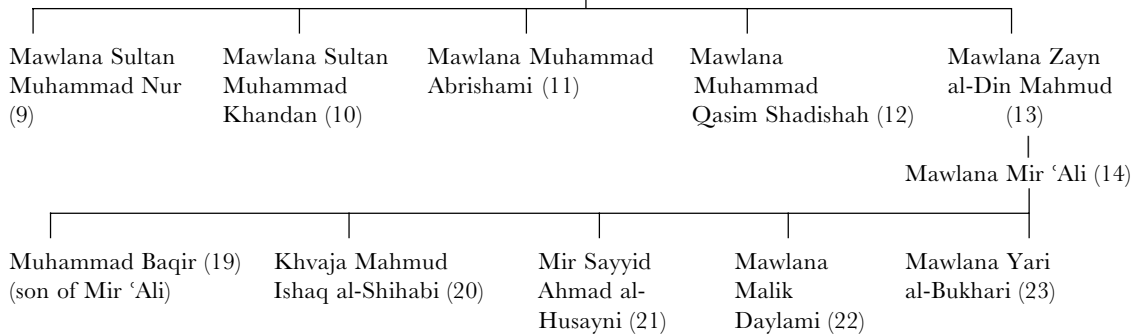 Mawlana Sultan
Muhammad Nur
(9)
Mawlana Sultan
Muhammad
Khandan (10)
Mawlana Muhammad
Abrishami (11)
Mawlana
Muhammad
Qasim Shadishah (12)
Mawlana Zayn
al-Din Mahmud
(13)
Mawlana Mir ‘Ali (14)
Muhammad Baqir (19)
(son of Mir ‘Ali)
Khvaja Mahmud
Ishaq al-Shihabi (20)
Mir Sayyid
Ahmad al-
Husayni (21)
Mawlana
Malik
Daylami (22)
Mawlana Yari
al-Bukhari (23)